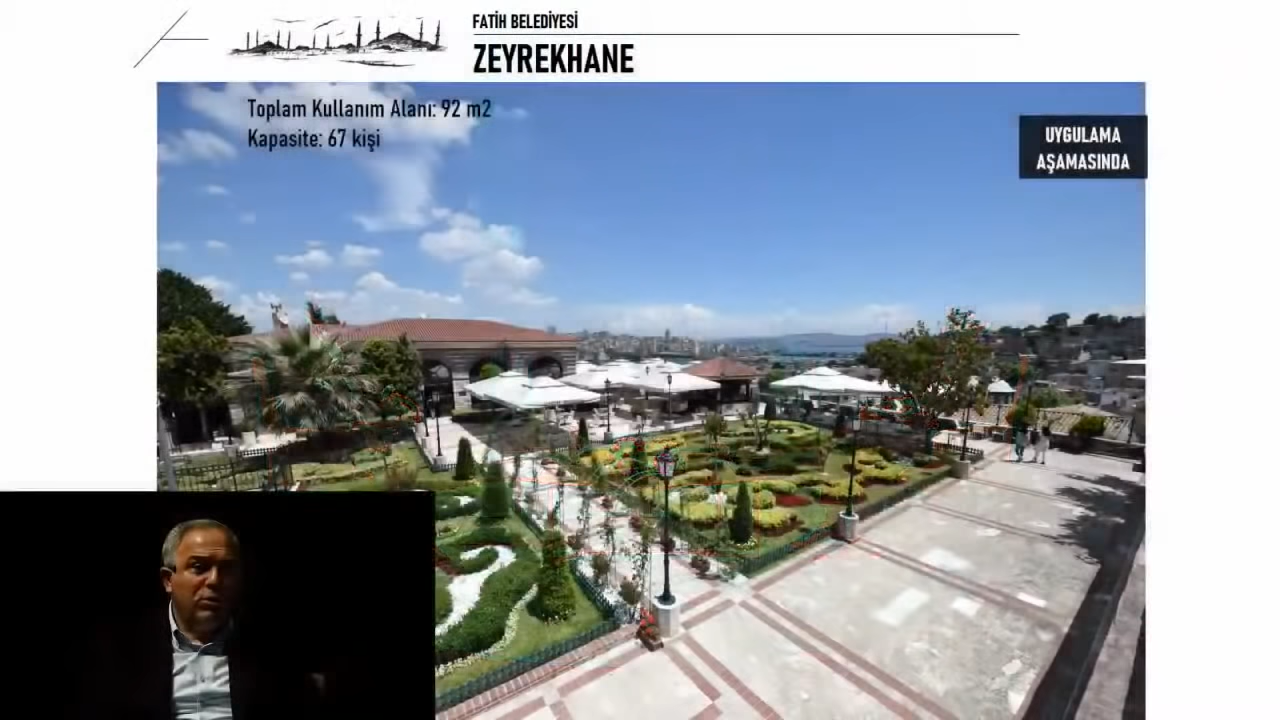 FATİH BELEDİYESİ
ZEYREKHANE
Toplam Kullanım Alanı: 92 m2
Kapasite: 67 kişi
UYGULAMA
AŞAMASINDA